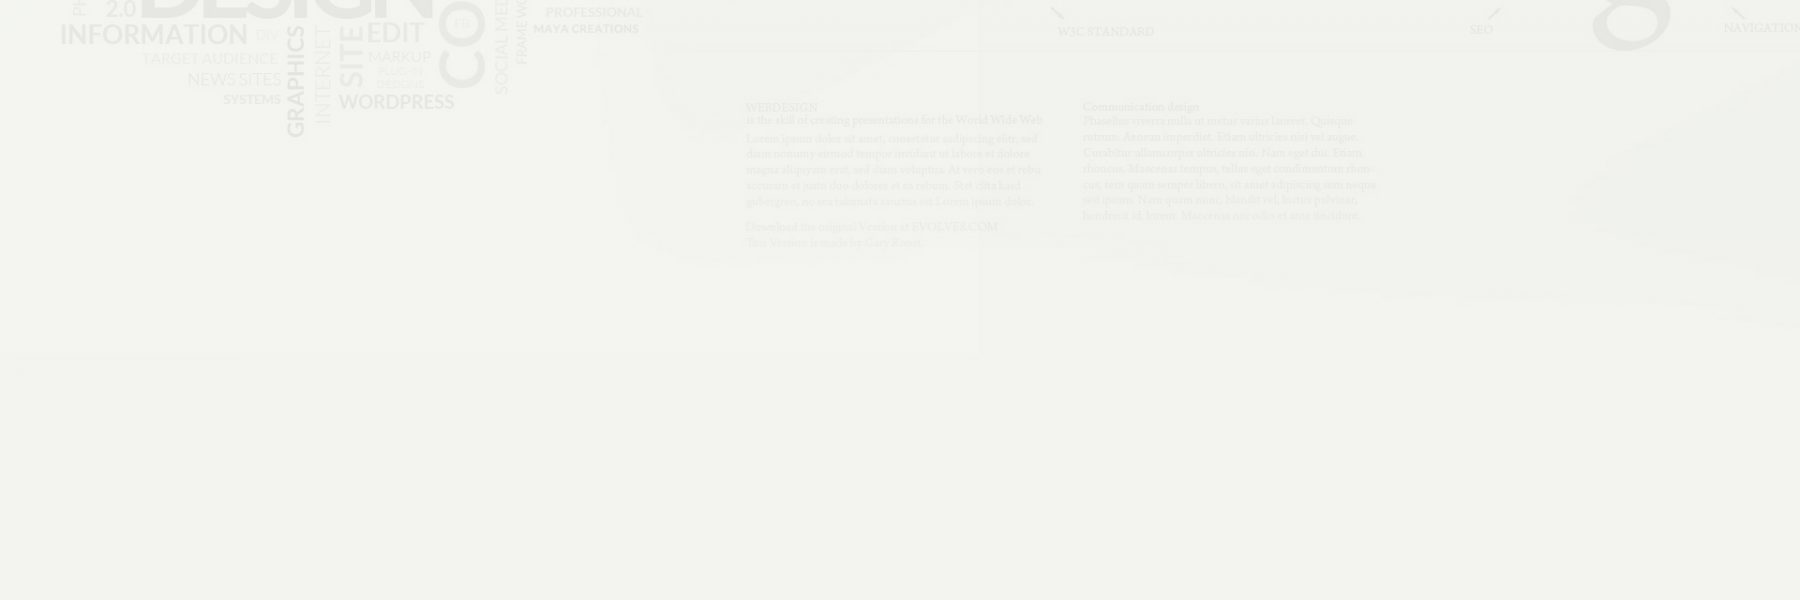 2.0 DESIGN
INFORMATION DIV
TARGET AUDIENCE
NEWS SITES
SYSTEMS
GRAPHICS
INTERNET
SITE
EDIT
MARKUP
PLUG-IN
DESIGNS
WORDPRESS
CO
FB
SOCIAL MED
FRAMEWO
PROFESSIONAL
MAYA CREATIONS
W3C STANDARD
SEO
g
NAVIGATION
WEBDESIGN
is the skill of creating presentations for the World Wide Web
Lorem ipsum dolor sit amet, consetetur sadipscing elitr, sed
diam nonumy eirmod tempor invidunt ut labore et dolore
magna aliquyam erat, sed diam voluptua. At vero eos et
accusam et justo duo dolores et ea rebum. Stet clita kasd
gubergren, no sea takimata sanctus est Lorem ipsum dolor.
Download the original Version at
This Version is made by
Communication design
Phasellus viverra nulla ut metus varius laoreet. Quisque
rutrum. Aenean imperdiet. Etiam ultricies nisi vel augue.
Curabitur ullamcorper ultricies nisi. Nam eget dui. Etiam
rhoncus. Maecenas tempus, tellus eget condimentum rhon-
cus, sem quam semper libero, sit amet adipiscing sem neque
sed ipsum. Nam quam nunc, blandit vel, luctus pulvinar,
hendrerit id, lorem. Maecenas nec odio et ante tincidunt.